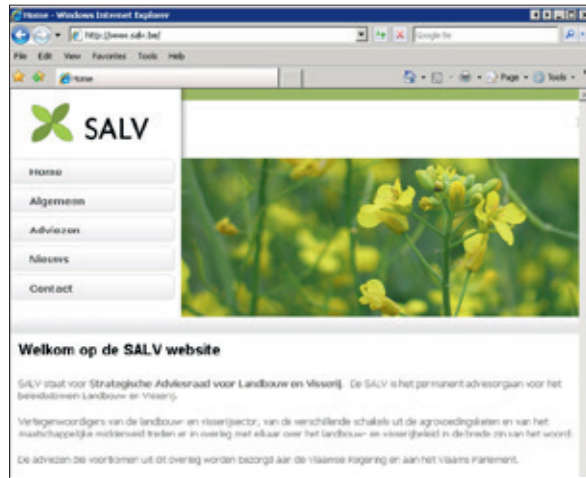 Home - Windows Internet Explorer
http://www.salv.be/
Google
File Edit View Favorites Tools Help
Home
Page Tools
SALV
Home
Algemeen
Adviezen
Nieuws
Contact
Welkom op de SALV website
SALV staat voor Strategische Adviesraad voor Landbouw en Visserij. De SALV is het permanent adviesorgaan voor het
beleidsdomein Landbouw en Visserij.
Vertegenwoordigers van de landbouw- en visserijsector, van de verschillende schakels uit de agrovoedingsketen en van het
maatschappelijke middenveld treden er in overleg met elkaar over het landbouw- en visserijbeleid in de brede zin van het woord.
De adviezen die voortkomen uit dit overleg worden bezorgd aan de Vlaamse Regering en aan het Vlaams Parlement.